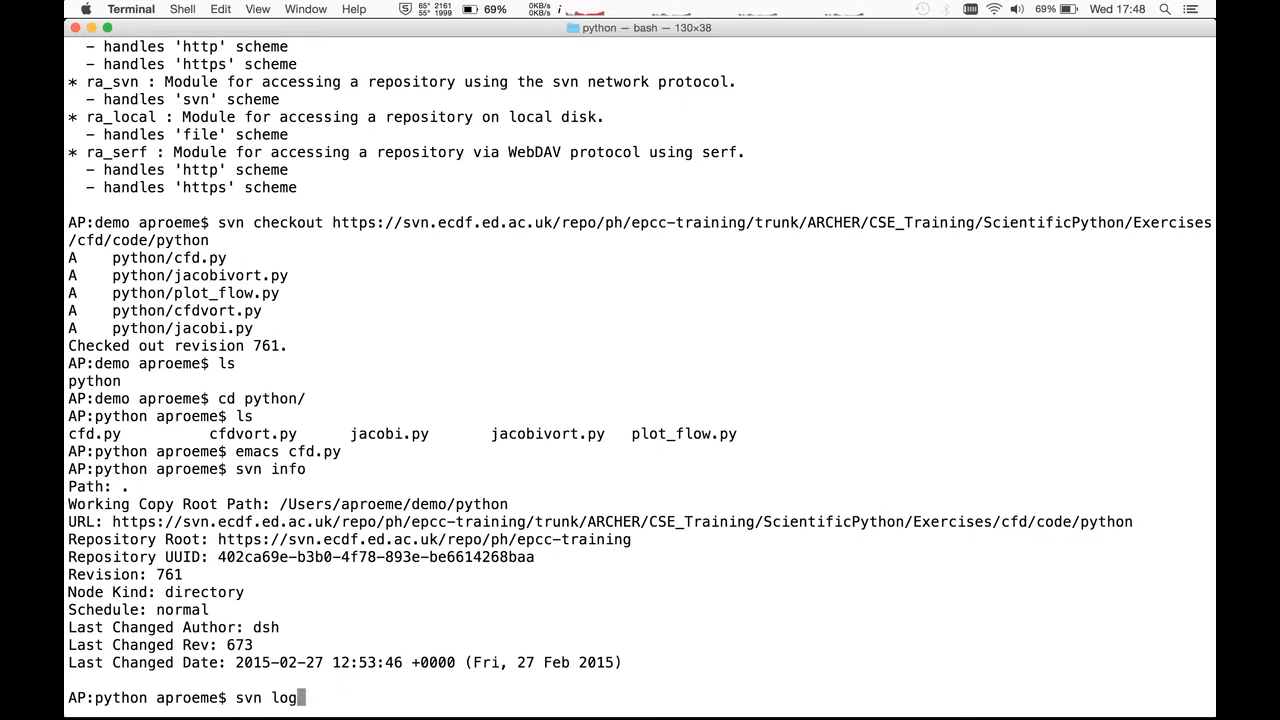 Terminal Shell Edit View Window Help 65° 2161 55° 1999 69% 0KB/s 0KB/s 69% Wed 17:48
python — bash — 130×38
- handles 'http' scheme
- handles 'https' scheme
* ra_svn : Module for accessing a repository using the svn network protocol.
- handles 'svn' scheme
* ra_local : Module for accessing a repository on local disk.
- handles 'file' scheme
* ra_serf : Module for accessing a repository via WebDAV protocol using serf.
- handles 'http' scheme
- handles 'https' scheme
AP:demo aproeme$ svn checkout https://svn.ecdf.ed.ac.uk/repo/ph/epcc-training/trunk/ARCHER/CSE_Training/ScientificPython/Exercises
/cfd/code/python
A    python/cfd.py
A    python/jacobivort.py
A    python/plot_flow.py
A    python/cfdvort.py
A    python/jacobi.py
Checked out revision 761.
AP:demo aproeme$ ls
python
AP:demo aproeme$ cd python/
AP:python aproeme$ ls
cfd.py          cfdvort.py      jacobi.py       jacobivort.py   plot_flow.py
AP:python aproeme$ emacs cfd.py
AP:python aproeme$ svn info
Path: .
Working Copy Root Path: /Users/aproeme/demo/python
URL: https://svn.ecdf.ed.ac.uk/repo/ph/epcc-training/trunk/ARCHER/CSE_Training/ScientificPython/Exercises/cfd/code/python
Repository Root: https://svn.ecdf.ed.ac.uk/repo/ph/epcc-training
Repository UUID: 402ca69e-b3b0-4f78-893e-be6614268baa
Revision: 761
Node Kind: directory
Schedule: normal
Last Changed Author: dsh
Last Changed Rev: 673
Last Changed Date: 2015-02-27 12:53:46 +0000 (Fri, 27 Feb 2015)
AP:python aproeme$ svn log